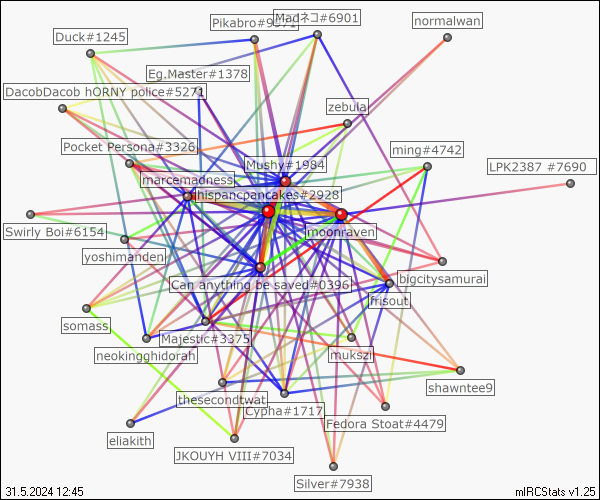 Pikabro#9371
Madネコ#6901
normalwan
Duck#1245
Eg.Master#1378
DacobDacob hORNY police#5271
zebula
Pocket Persona#3326
ming#4742
Mushy#1984
LPK2387 #7690
marcemadness
hispancpancakes#2928
Swirly Boi#6154
moonraven
yoshimanden
bigcitysamurai
Can anything be saved#0396
frisout
somass
Majestic#3375
neokingghidorah
mukszi
shawntee9
thesecondtwat
Cypha#1717
Fedora Stoat#4479
eliakith
JKOUYH VIII#7034
Silver#7938
31.5.2024 12:45
mIRCStats v1.25